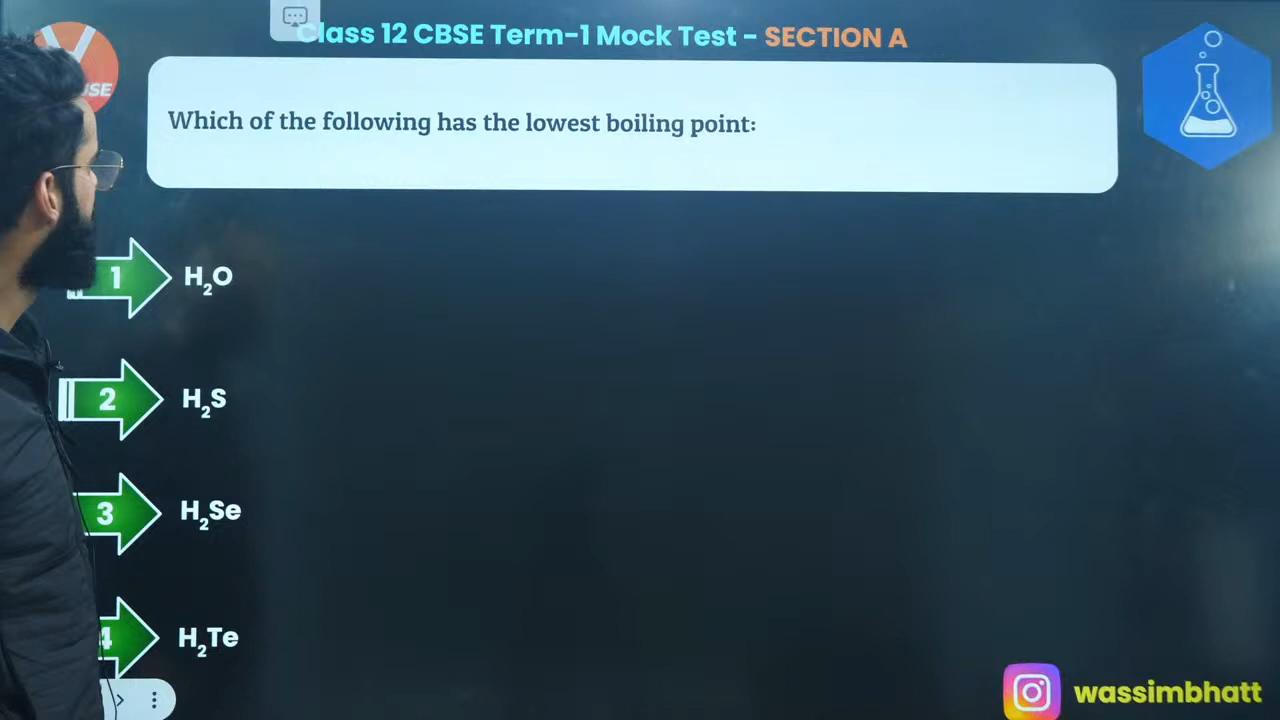 Class 12 CBSE Term-1 Mock Test - SECTION A
Which of the following has the lowest boiling point:
1 H₂O
2 H₂S
3 H₂Se
4 H₂Te
wassimbhatt